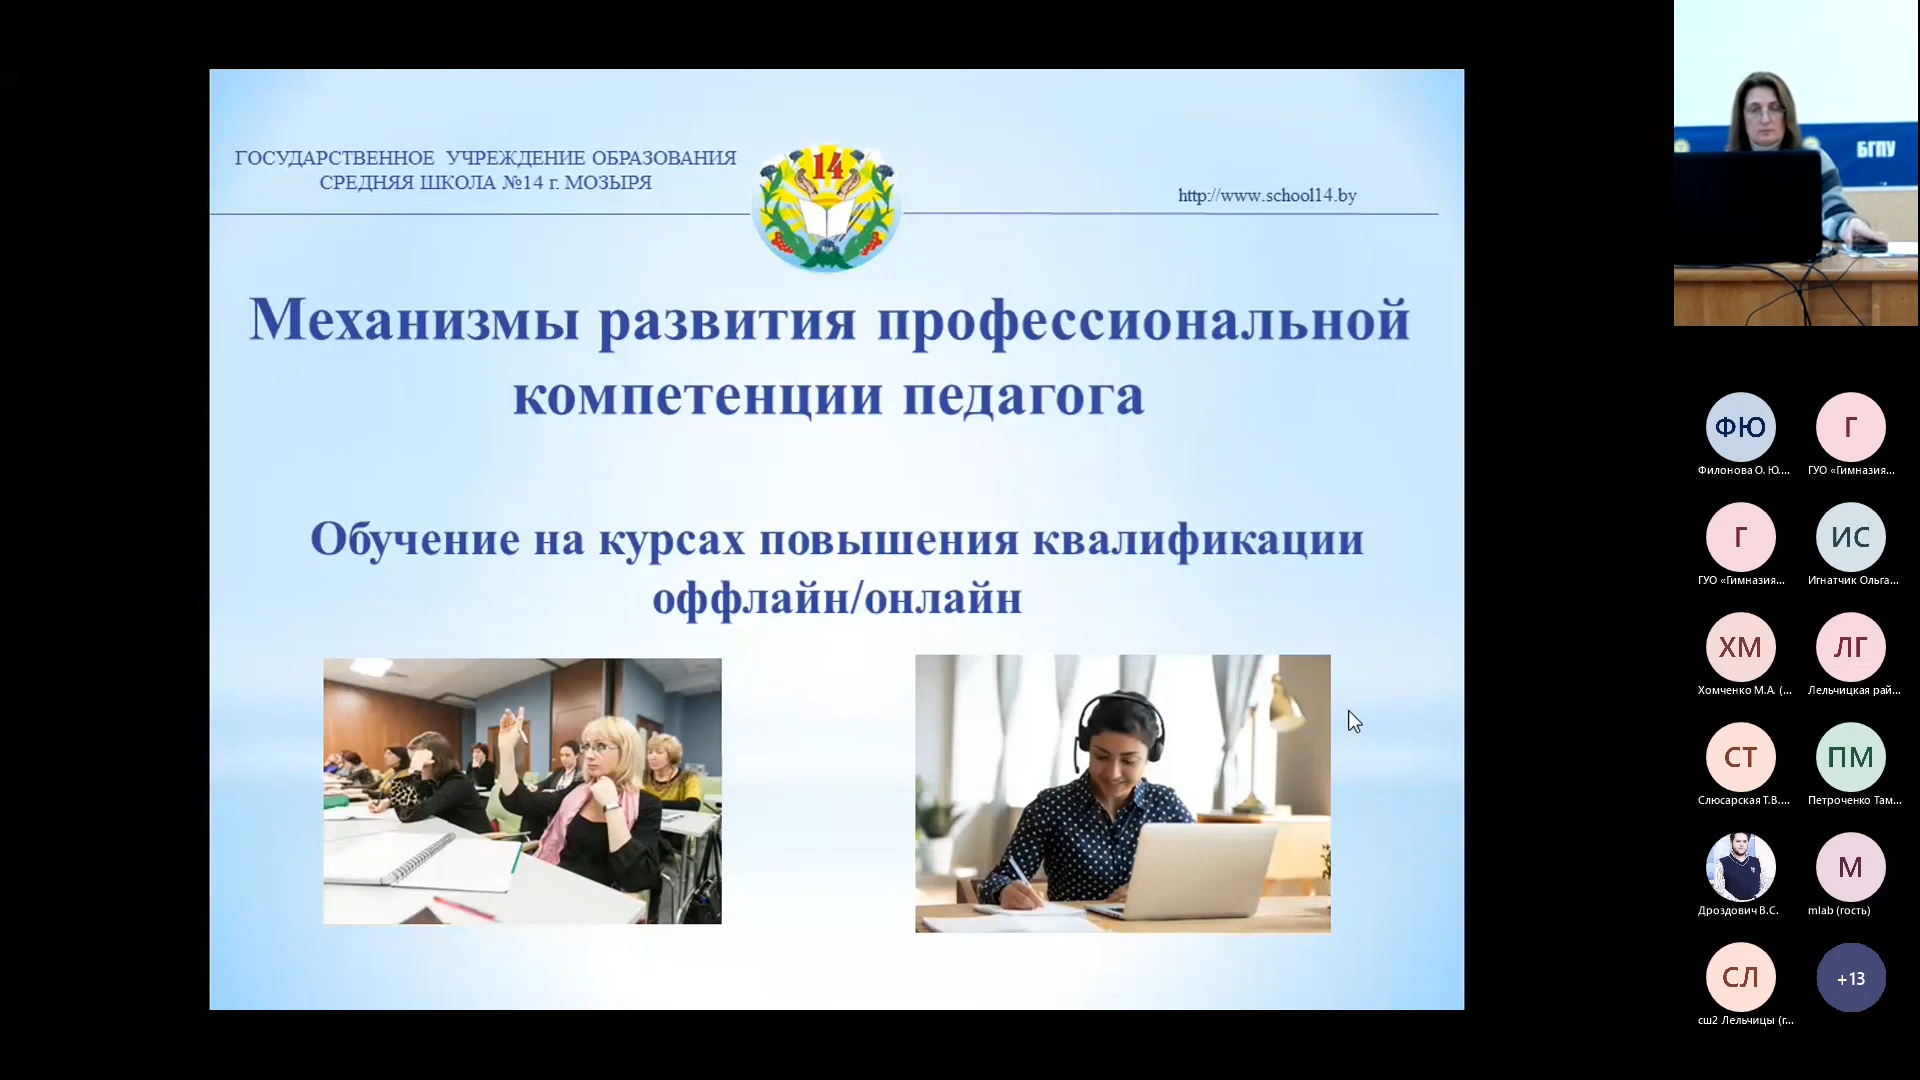 ГОСУДАРСТВЕННОЕ УЧРЕЖДЕНИЕ ОБРАЗОВАНИЯ
СРЕДНЯЯ ШКОЛА №14 г. МОЗЫРЯ
14
http://www.school14.by
Механизмы развития профессиональной
компетенции педагога
Обучение на курсах повышения квалификации
оффлайн/онлайн
БГПУ
ФЮ
Г
Филонова О. Ю....
ГУО «Гимназия...
Г
ИС
ГУО «Гимназия...
Игнатчик Ольга...
ХМ
ЛГ
Хомченко М.А. (...
Лельчицкая рай...
СТ
ПМ
Слюсарская Т.В....
Петроченко Там...
М
Дроздович В.С.
mlab (гость)
СЛ
+13
сш2 Лельчицы (г...